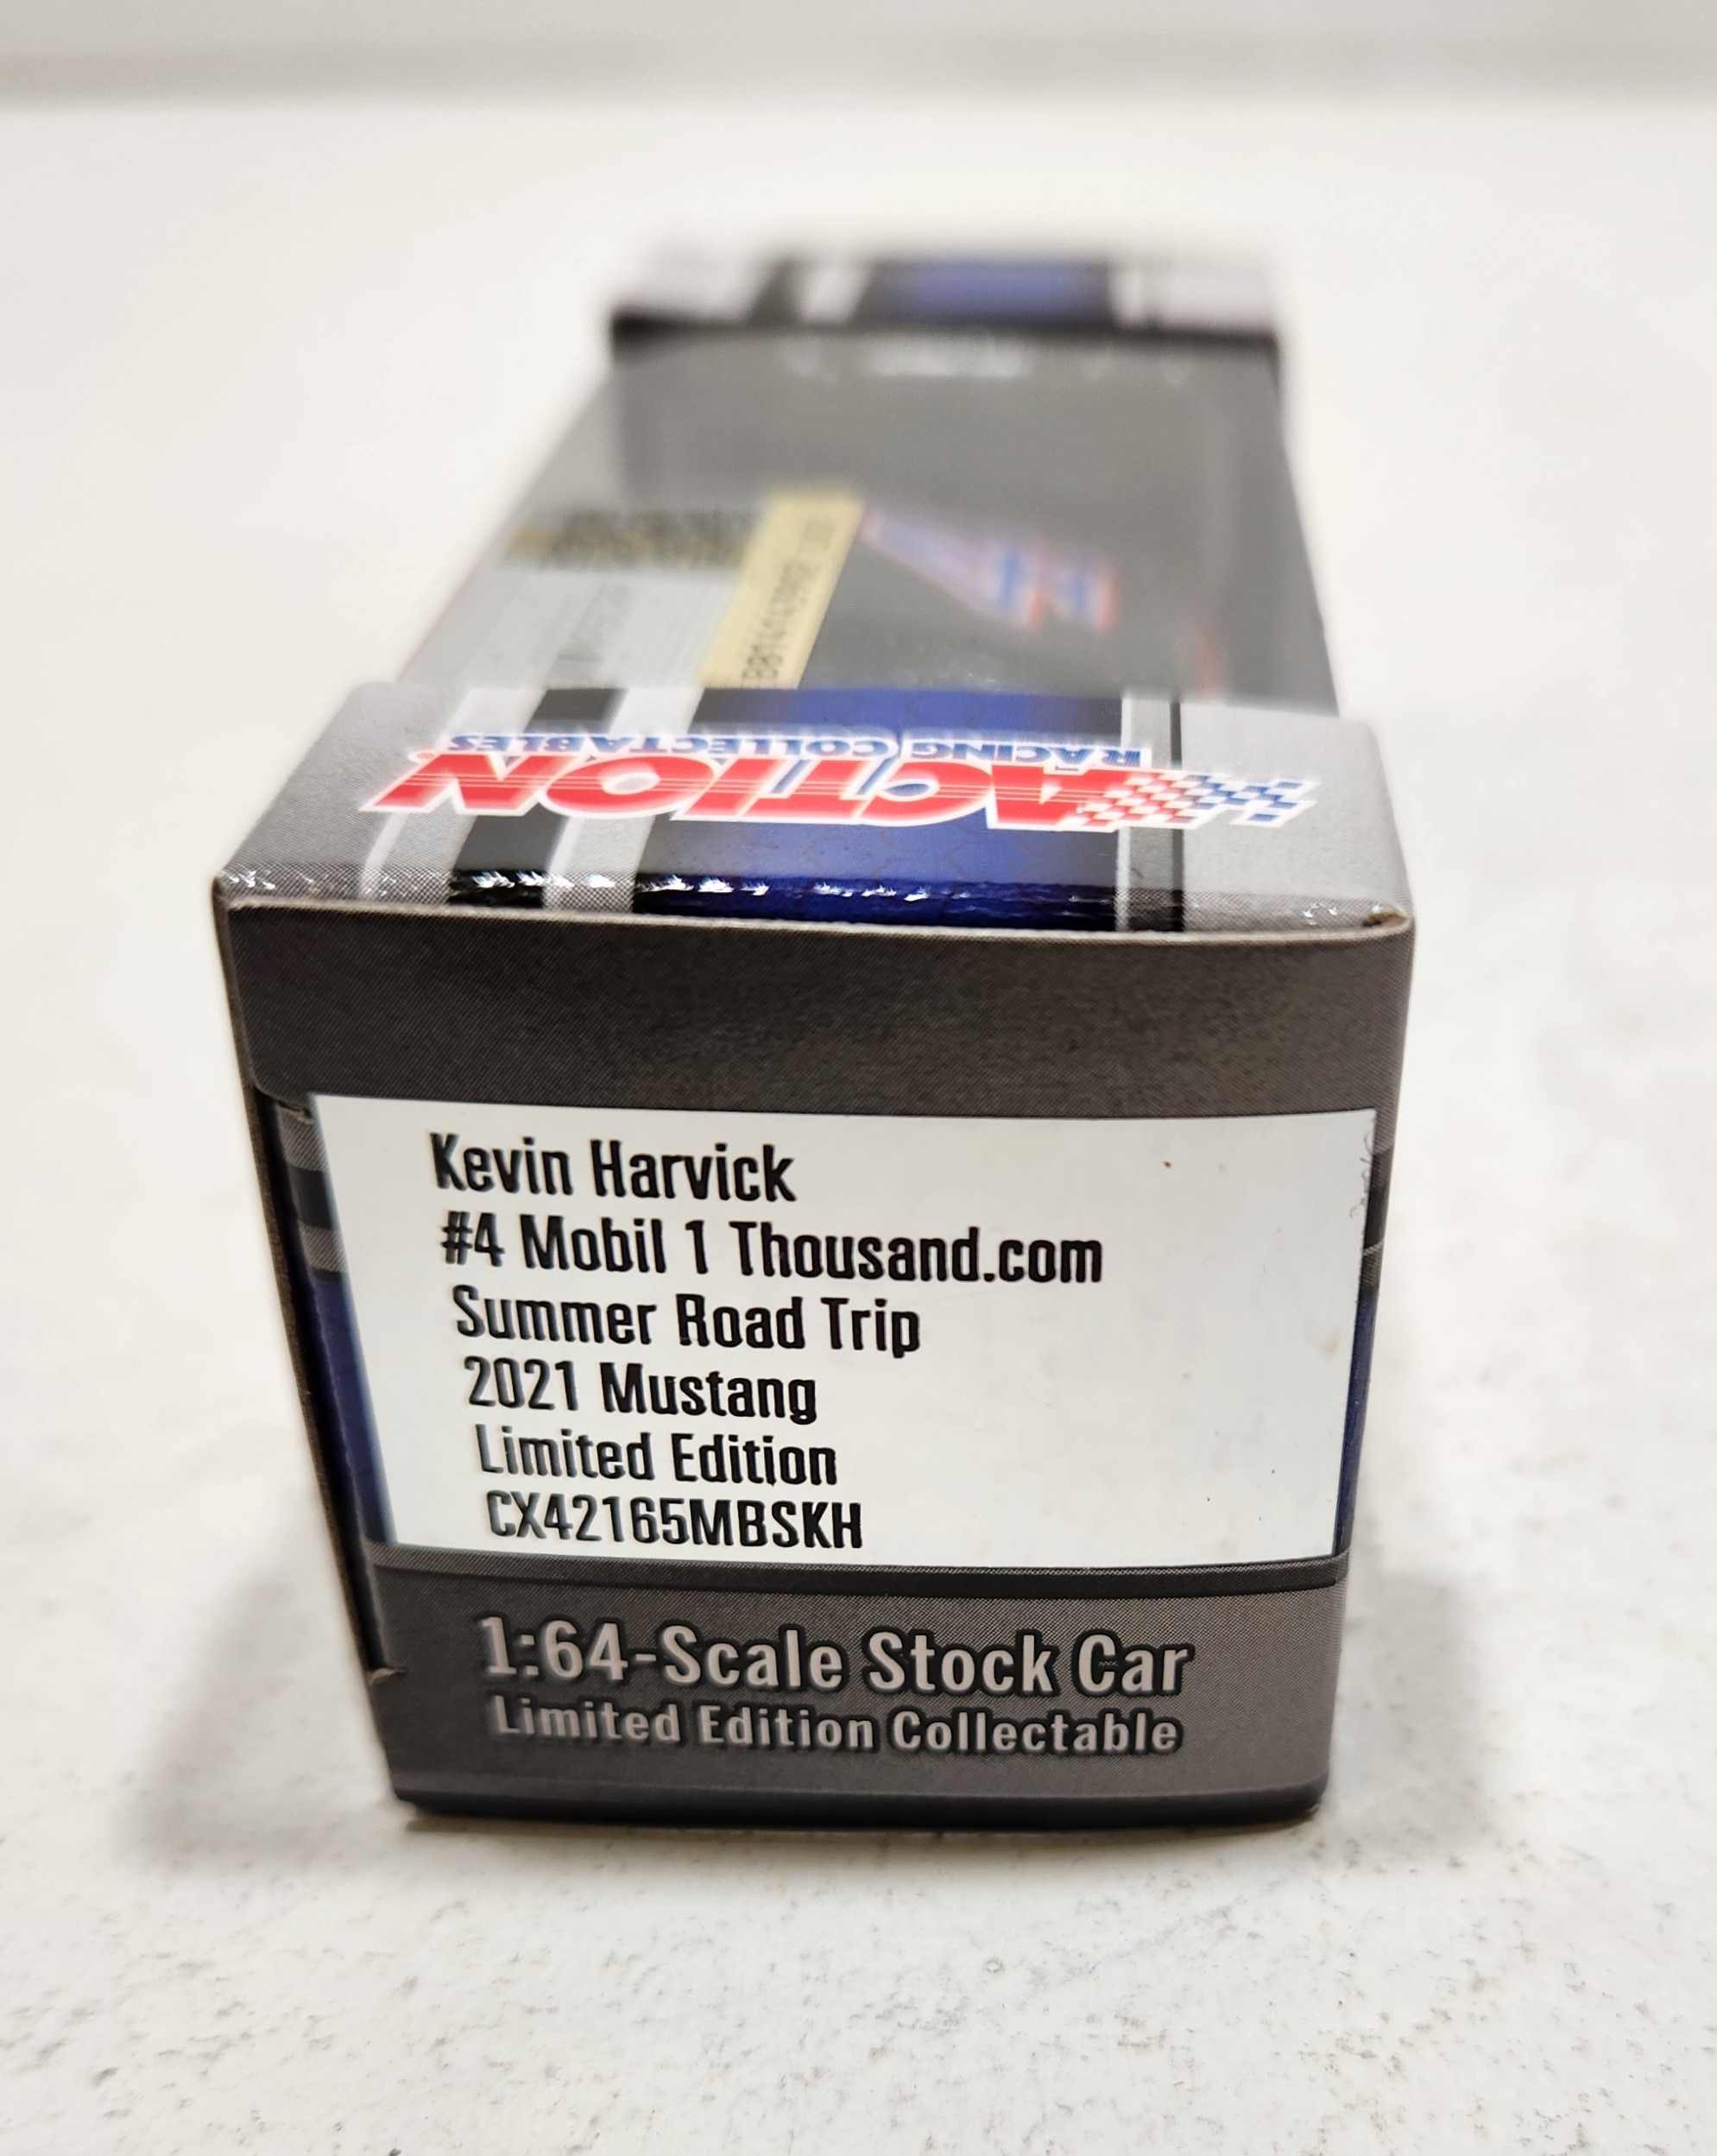 ACTION
RACING COLLECTABLES
Kevin Harvick
#4 Mobil 1 Thousand.com
Summer Road Trip
2021 Mustang
Limited Edition
CX42165MBSKH
1:64-Scale Stock Car
Limited Edition Collectable